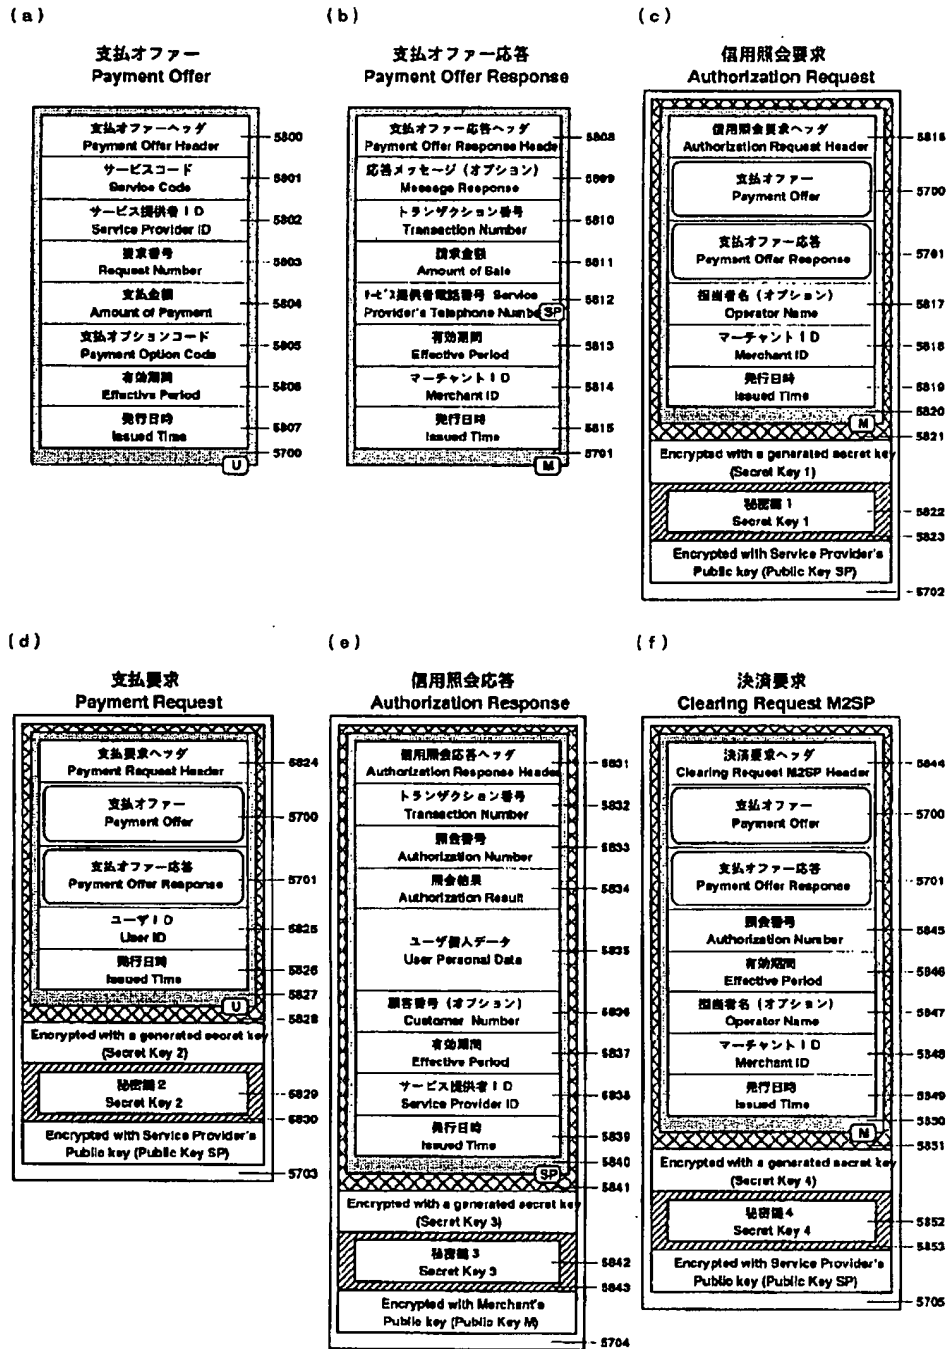 (a)
支払オファー
Payment Offer
支払オファーヘッダ
Payment Offer Header
5800
サービスコード
Service Code
5801
サービス提供者ID
Service Provider ID
5802
請求番号
Request Number
5803
支払金額
Amount of Payment
5804
支払オプションコード
Payment Option Code
5805
有効期間
Effective Period
5806
発行日時
Issued Time
5807
5700
U
(b)
支払オファー応答
Payment Offer Response
支払オファー応答ヘッダ
Payment Offer Response Header
5808
応答メッセージ(オプション)
Message Response
5809
トランザクション番号
Transaction Number
5810
請求金額
Amount of Sale
5811
サービス提供者電話番号 Service
Provider's Telephone Number
SP
5812
有効期間
Effective Period
5813
マーチャントID
Merchant ID
5814
発行日時
Issued Time
5815
5701
M
(c)
信用照会要求
Authorization Request
信用照会要求ヘッダ
Authorization Request Header
5816
支払オファー
Payment Offer
5700
支払オファー応答
Payment Offer Response
5701
担当者名(オプション)
Operator Name
5817
マーチャントID
Merchant ID
5818
発行日時
Issued Time
5819
5820
M
5821
Encrypted with a generated secret key
(Secret Key 1)
秘密鍵1
Secret Key 1
5822
5823
Encrypted with Service Provider's
Public key (Public Key SP)
5702
(d)
支払要求
Payment Request
支払要求ヘッダ
Payment Request Header
5824
支払オファー
Payment Offer
5700
支払オファー応答
Payment Offer Response
5701
ユーザID
User ID
5825
発行日時
Issued Time
5826
5827
U
5828
Encrypted with a generated secret key
(Secret Key 2)
秘密鍵2
Secret Key 2
5829
5830
Encrypted with Service Provider's
Public key (Public Key SP)
5703
(e)
信用照会応答
Authorization Response
信用照会応答ヘッダ
Authorization Response Header
5831
トランザクション番号
Transaction Number
5832
照会番号
Authorization Number
5833
照会結果
Authorization Result
5834
ユーザ個人データ
User Personal Data
5835
顧客番号(オプション)
Customer Number
5836
有効期間
Effective Period
5837
サービス提供者ID
Service Provider ID
5838
発行日時
Issued Time
5839
5840
SP
5841
Encrypted with a generated secret key
(Secret Key 3)
秘密鍵3
Secret Key 3
5842
5843
Encrypted with Merchant's
Public key (Public Key M)
5704
(f)
決済要求
Clearing Request M2SP
決済要求ヘッダ
Clearing Request M2SP Header
5844
支払オファー
Payment Offer
5700
支払オファー応答
Payment Offer Response
5701
照会番号
Authorization Number
5845
有効期間
Effective Period
5846
担当者名(オプション)
Operator Name
5847
マーチャントID
Merchant ID
5848
発行日時
Issued Time
5849
5850
M
5851
Encrypted with a generated secret key
(Secret Key 4)
秘密鍵4
Secret Key 4
5852
5853
Encrypted with Service Provider's
Public key (Public Key SP)
5705